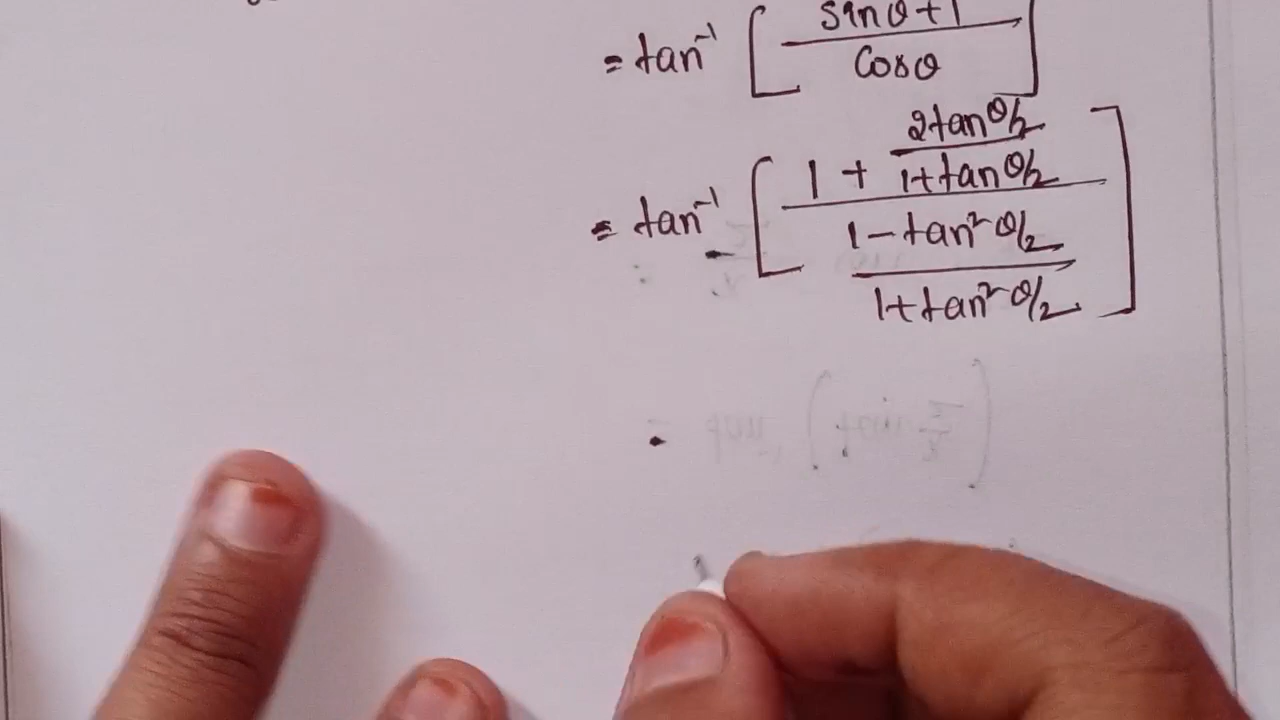 = tan⁻¹ [ (sinθ + 1) / cosθ ]
= tan⁻¹ [ (1 + 2tanθ/2 / 1+tanθ/2) / (1 - tan²θ/2 / 1+tan²θ/2) ]